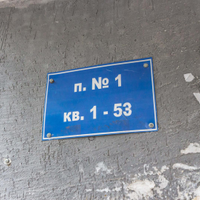 п. № 1
кв. 1 - 53